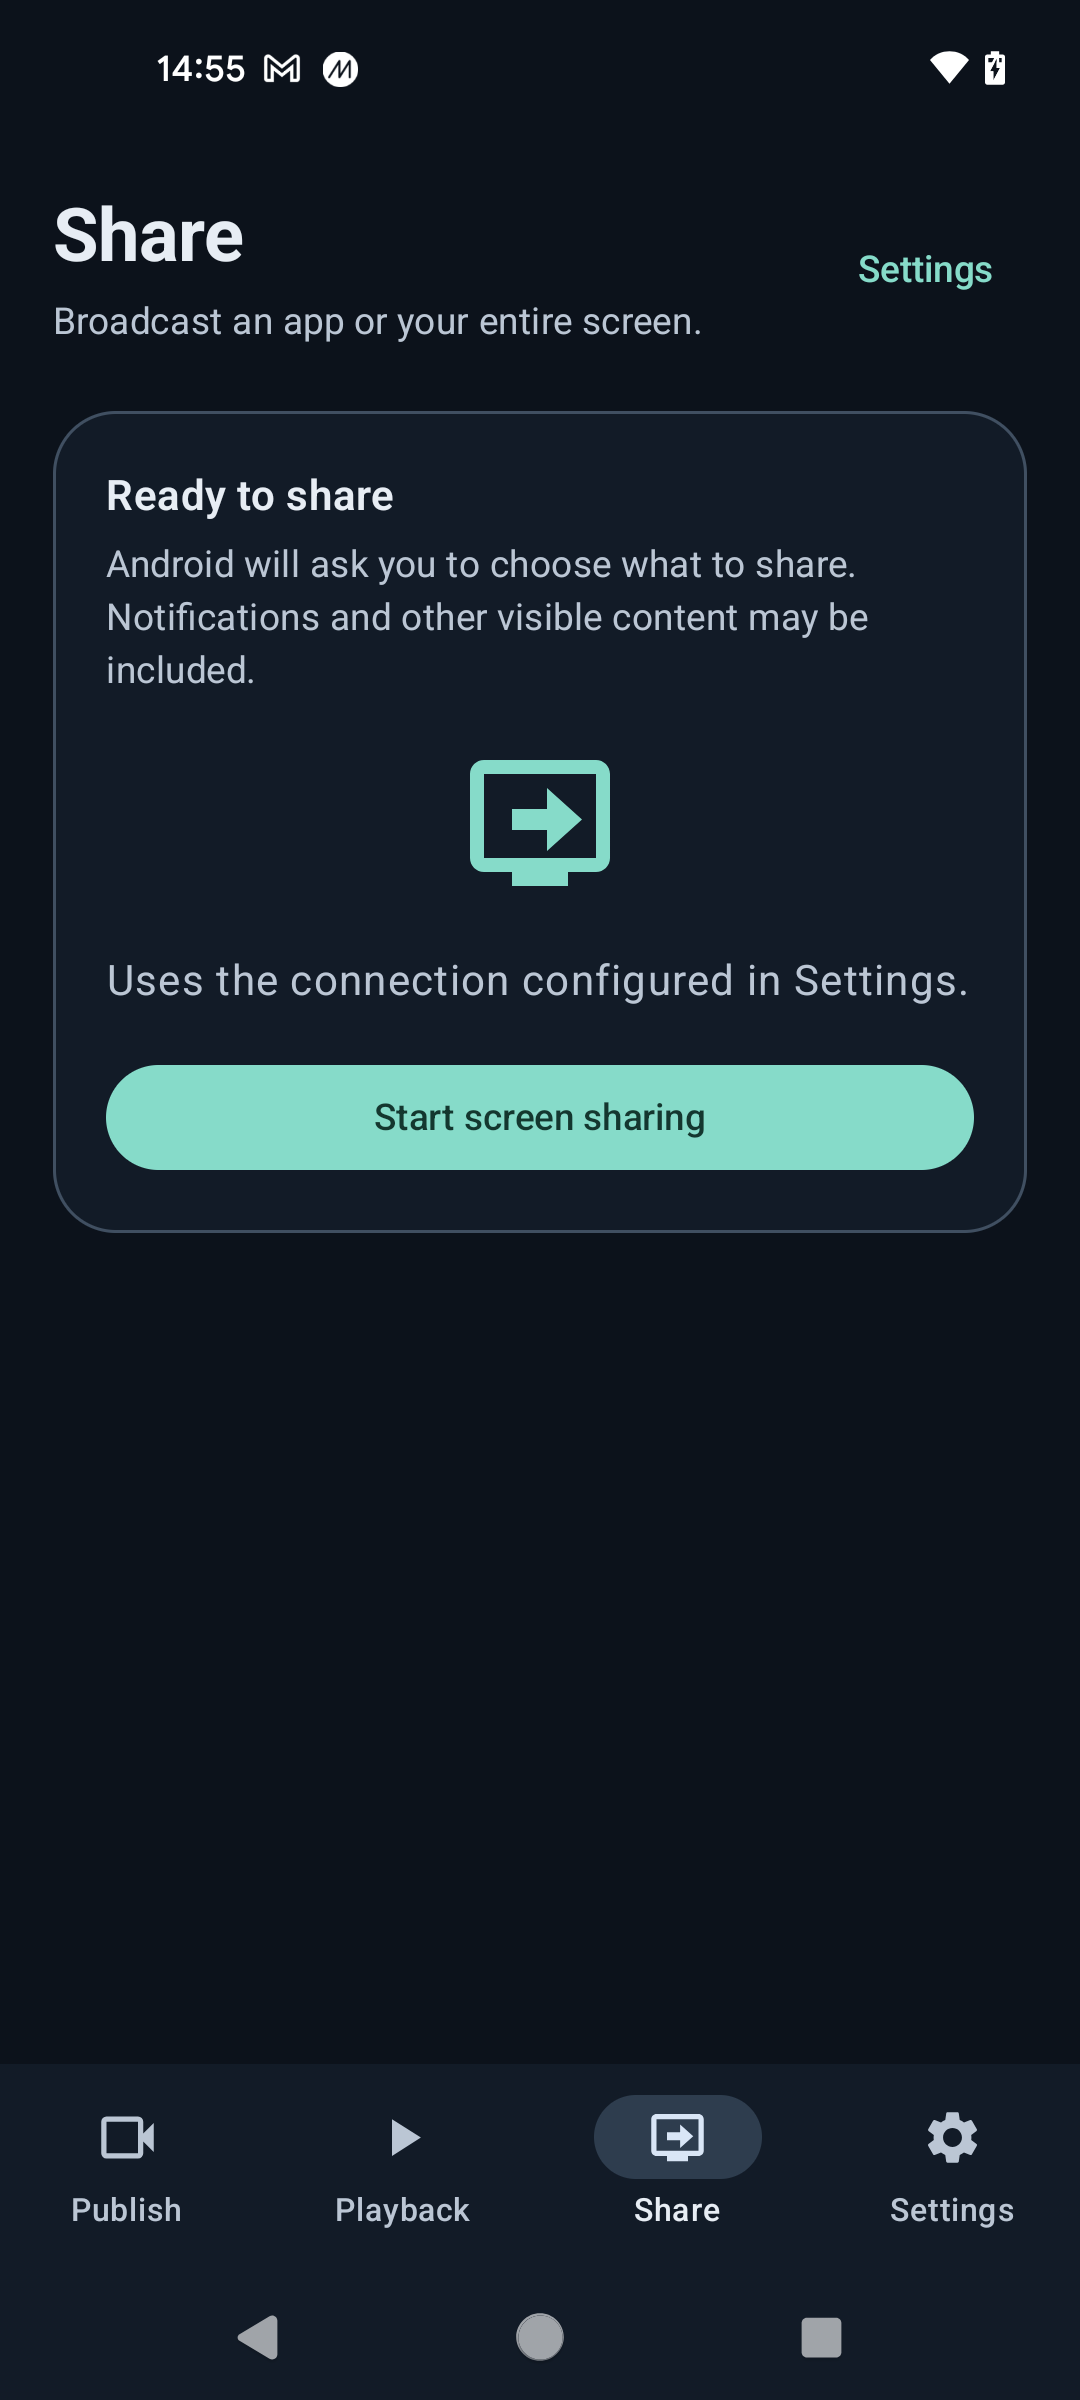 14:55
Share
Settings
Broadcast an app or your entire screen.
Ready to share
Android will ask you to choose what to share.
Notifications and other visible content may be
included.
Uses the connection configured in Settings.
Start screen sharing
Publish
Playback
Share
Settings